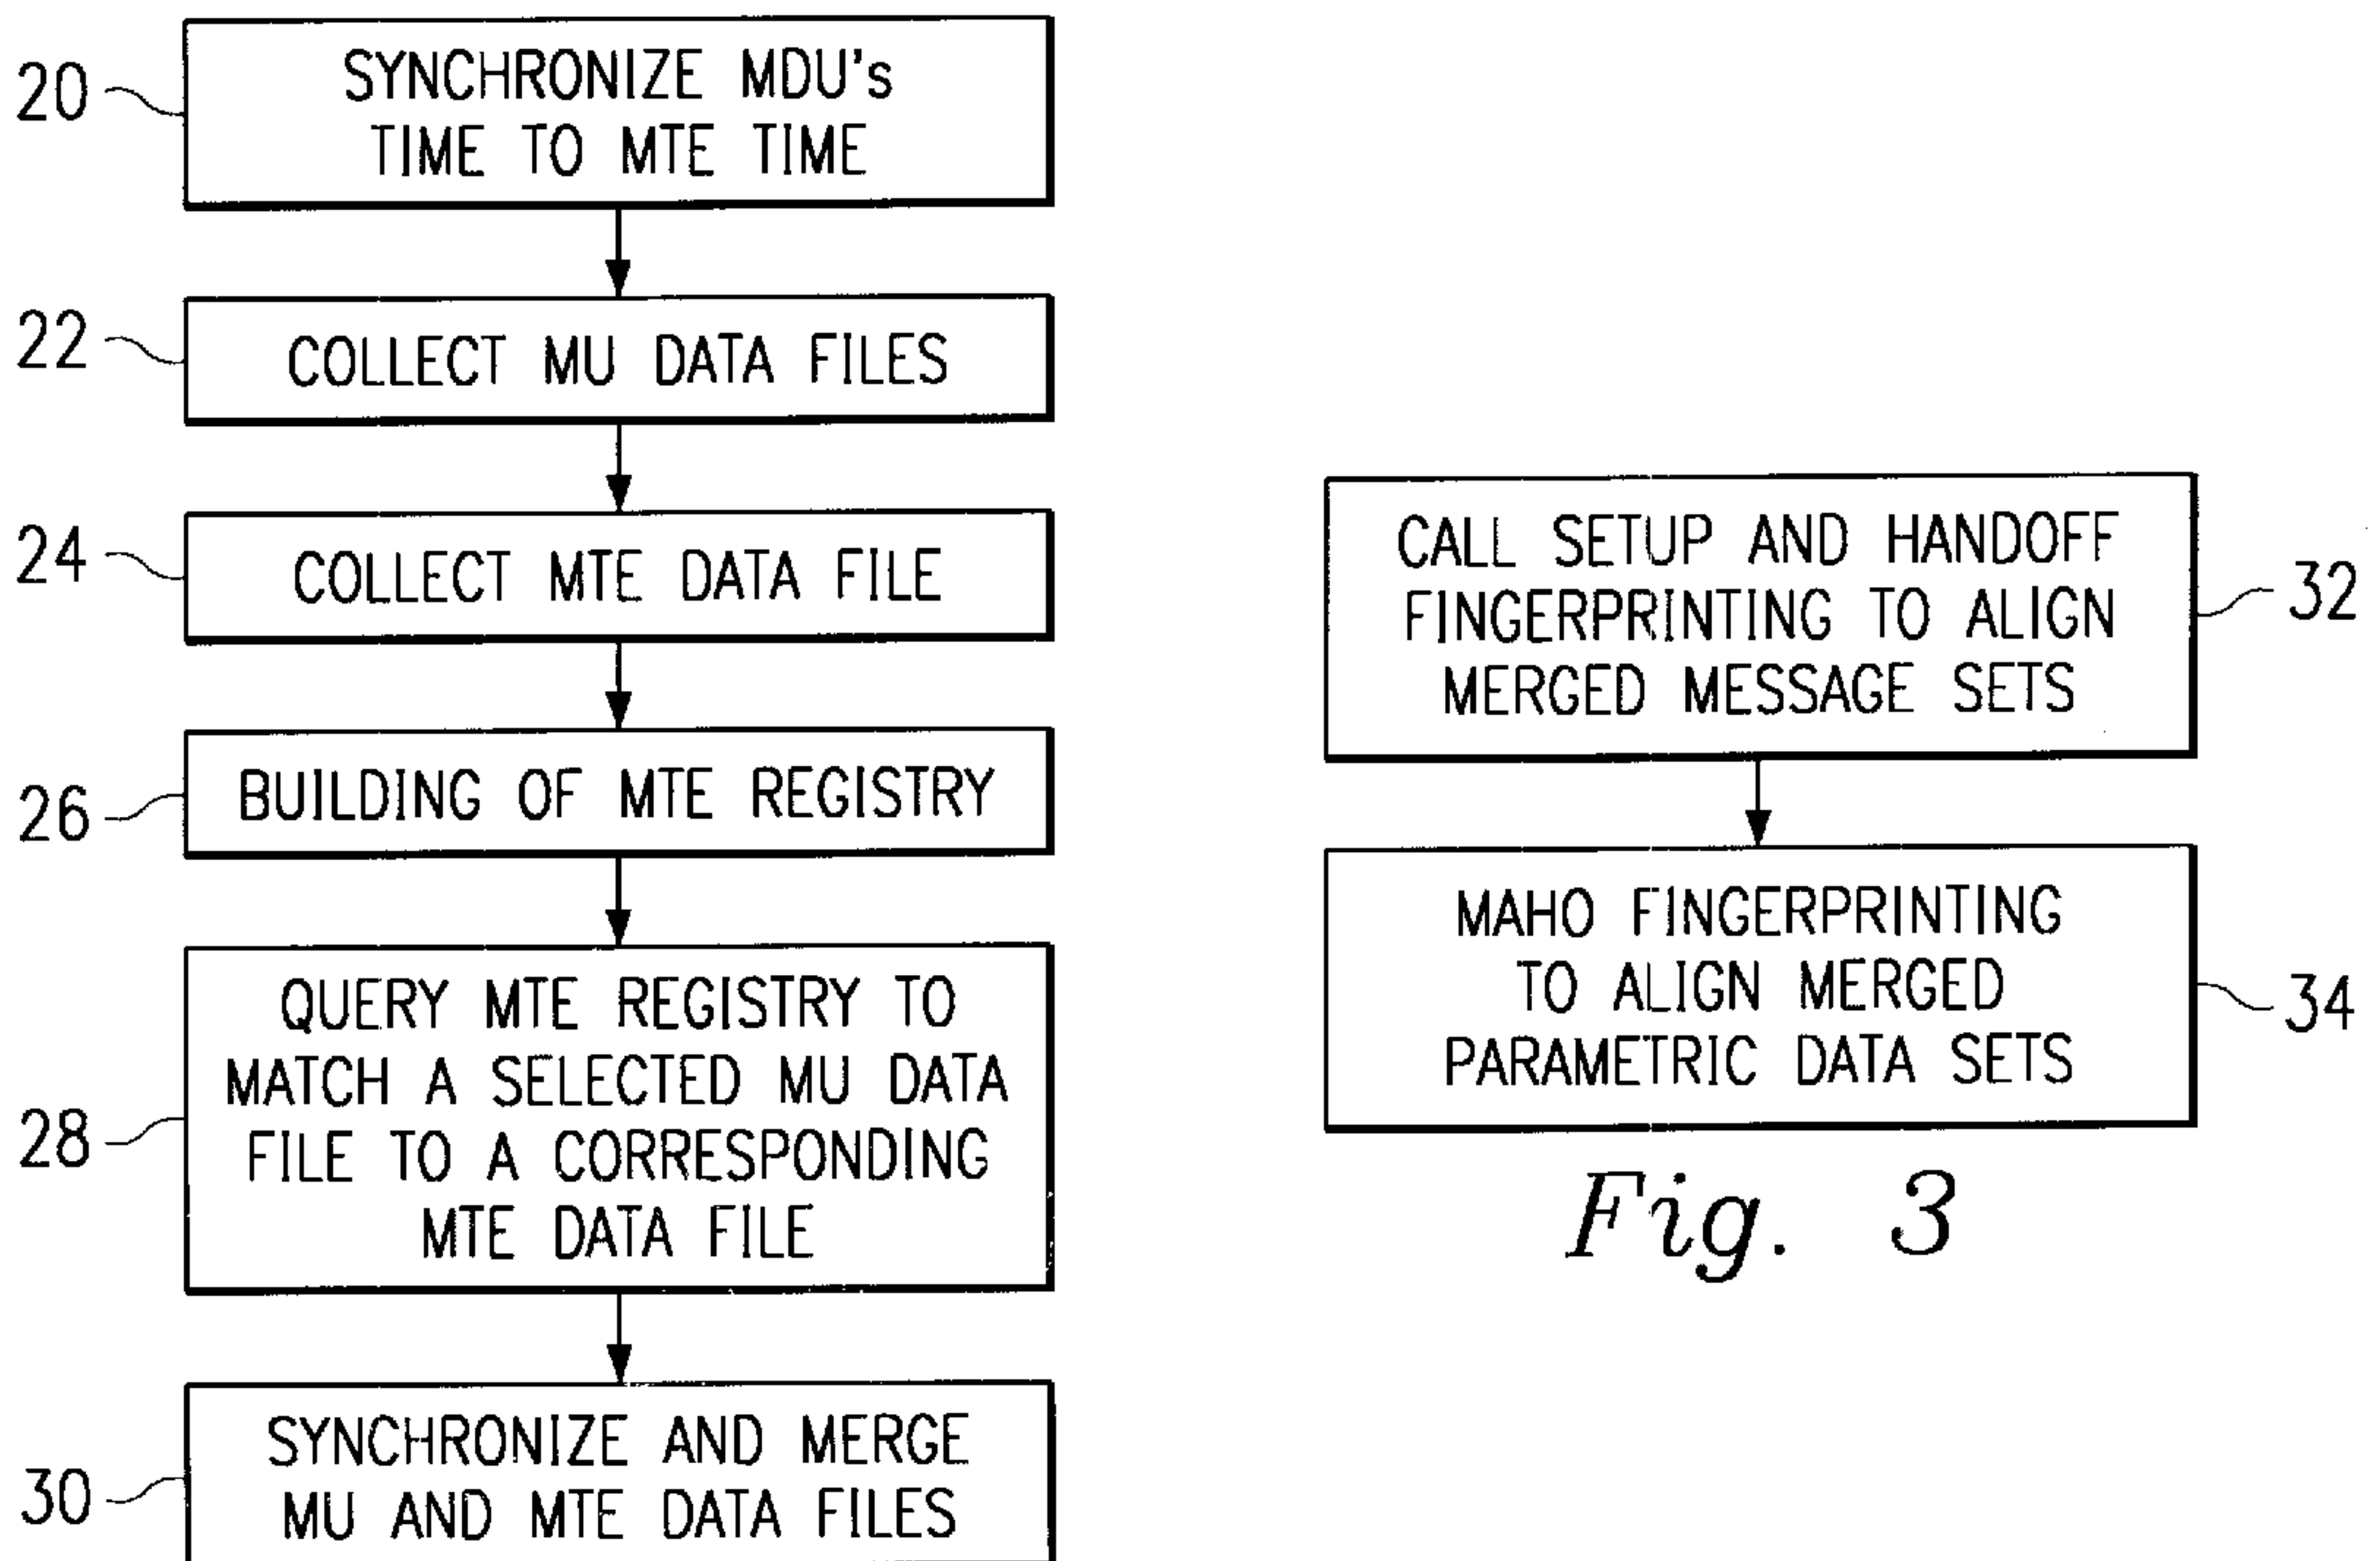 20
SYNCHRONIZE MDU's
TIME TO MTE TIME
22
COLLECT MU DATA FILES
24
COLLECT MTE DATA FILE
26
BUILDING OF MTE REGISTRY
28
QUERY MTE REGISTRY TO
MATCH A SELECTED MU DATA
FILE TO A CORRESPONDING
MTE DATA FILE
30
SYNCHRONIZE AND MERGE
MU AND MTE DATA FILES
CALL SETUP AND HANDOFF
FINGERPRINTING TO ALIGN
MERGED MESSAGE SETS
32
MAHO FINGERPRINTING
TO ALIGN MERGED
PARAMETRIC DATA SETS
34
Fig. 3